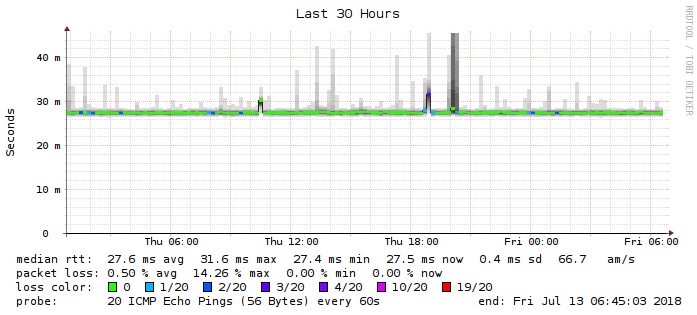 Last 30 Hours
RRDTOOL / TOBI OETIKER
Seconds
40 m
30 m
20 m
10 m
0
Thu 06:00 Thu 12:00 Thu 18:00 Fri 00:00 Fri 06:00
median rtt: 27.6 ms avg 31.6 ms max 27.4 ms min 27.5 ms now 0.4 ms sd 66.7 am/s
packet loss: 0.50 % avg 14.26 % max 0.00 % min 0.00 % now
loss color: 0 1/20 2/20 3/20 4/20 10/20 19/20
probe: 20 ICMP Echo Pings (56 Bytes) every 60s end: Fri Jul 13 06:45:03 2018